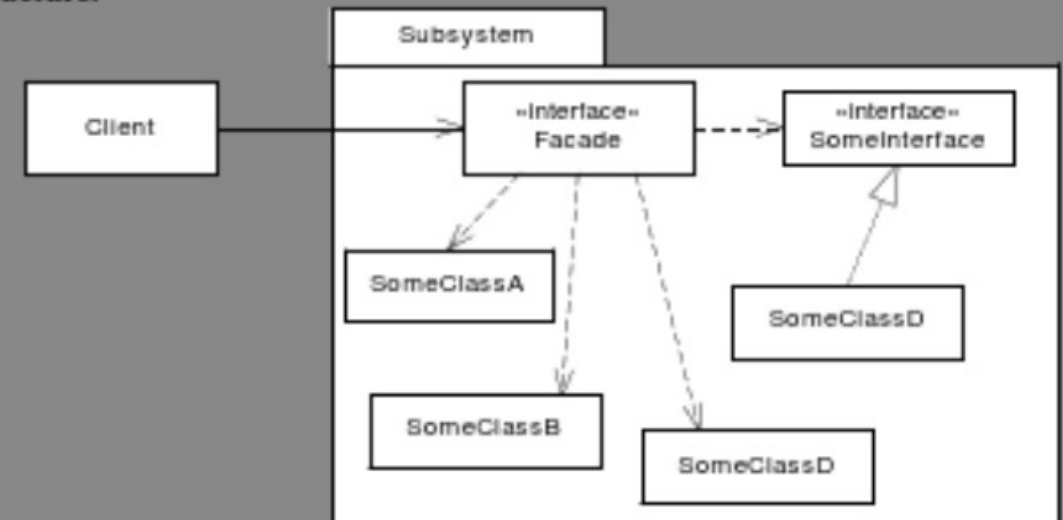 Subsystem
Client
«Interface»
Facade
«Interface»
SomeInterface
SomeClassA
SomeClassD
SomeClassB
SomeClassD